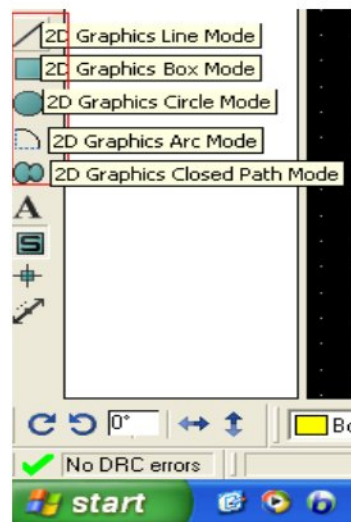 2D Graphics Line Mode
2D Graphics Box Mode
2D Graphics Circle Mode
2D Graphics Arc Mode
2D Graphics Closed Path Mode
A
S
0°
No DRC errors
start